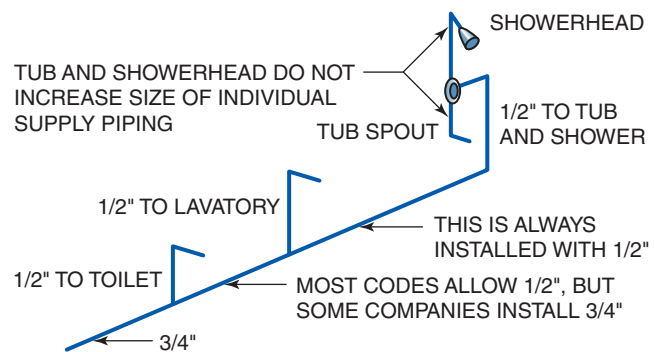 SHOWERHEAD
TUB AND SHOWERHEAD DO NOT
INCREASE SIZE OF INDIVIDUAL
SUPPLY PIPING
TUB SPOUT
1/2" TO TUB
AND SHOWER
1/2" TO LAVATORY
THIS IS ALWAYS
INSTALLED WITH 1/2"
1/2" TO TOILET
MOST CODES ALLOW 1/2", BUT
SOME COMPANIES INSTALL 3/4"
3/4"